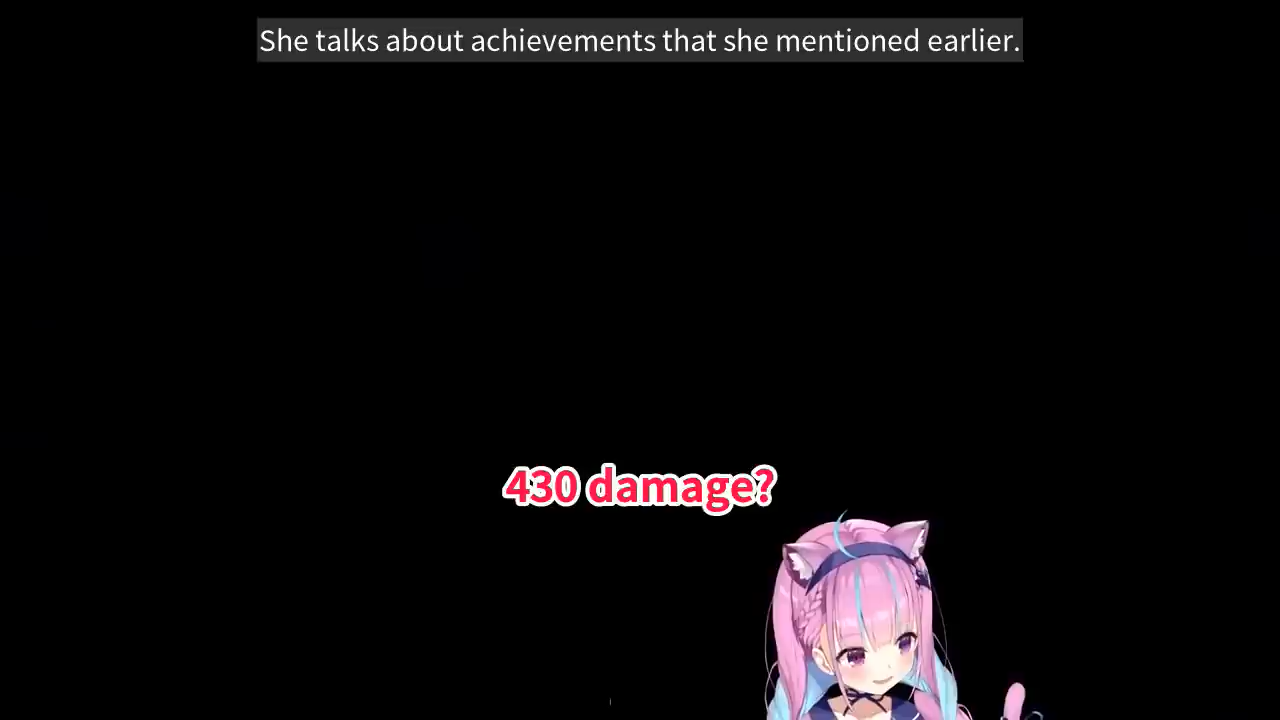 She talks about achievements that she mentioned earlier.
430 damage?